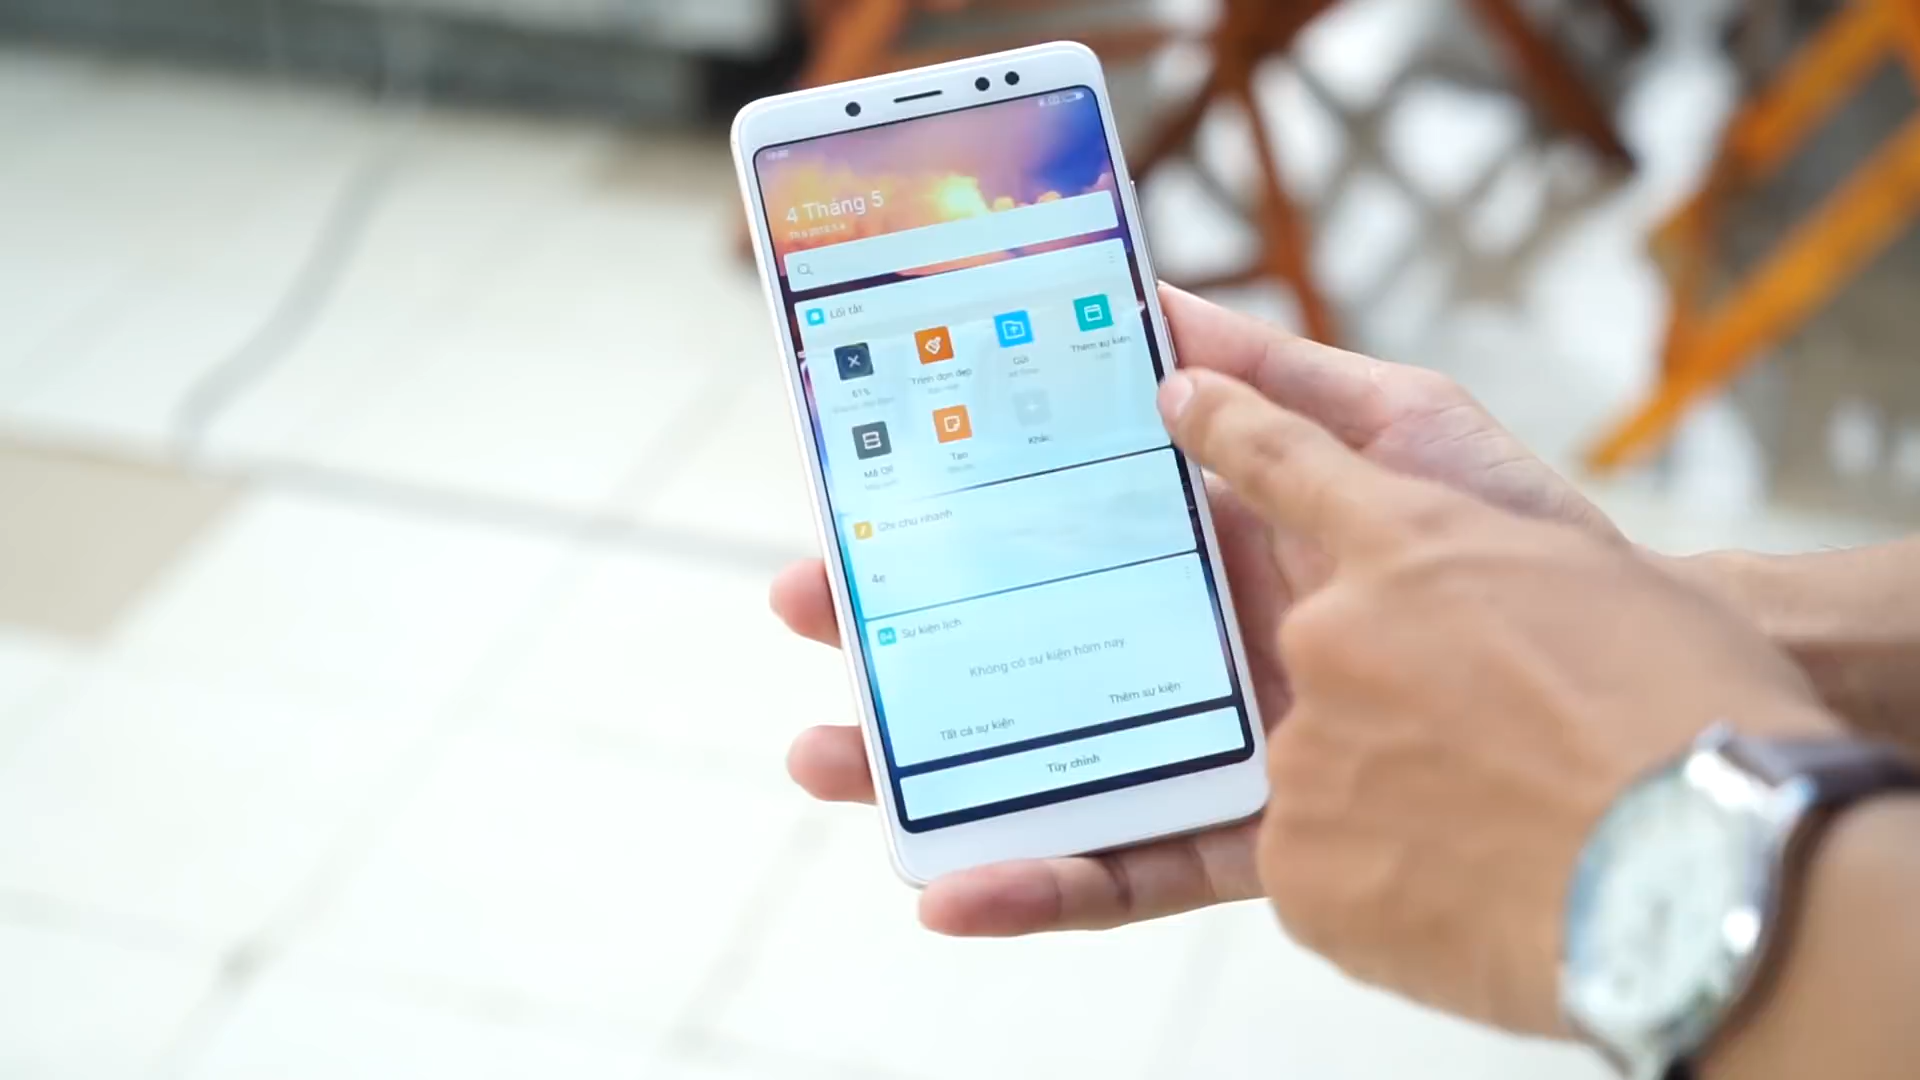 4 Tháng 5
Lối tắt
61%
Trình dọn dẹp
Gửi
Thêm sự kiện
Mã QR
Tạo
Khác
Ghi chú nhanh
4e
04 Sự kiện lịch
Không có sự kiện hôm nay.
Tất cả sự kiện
Thêm sự kiện
Tùy chỉnh